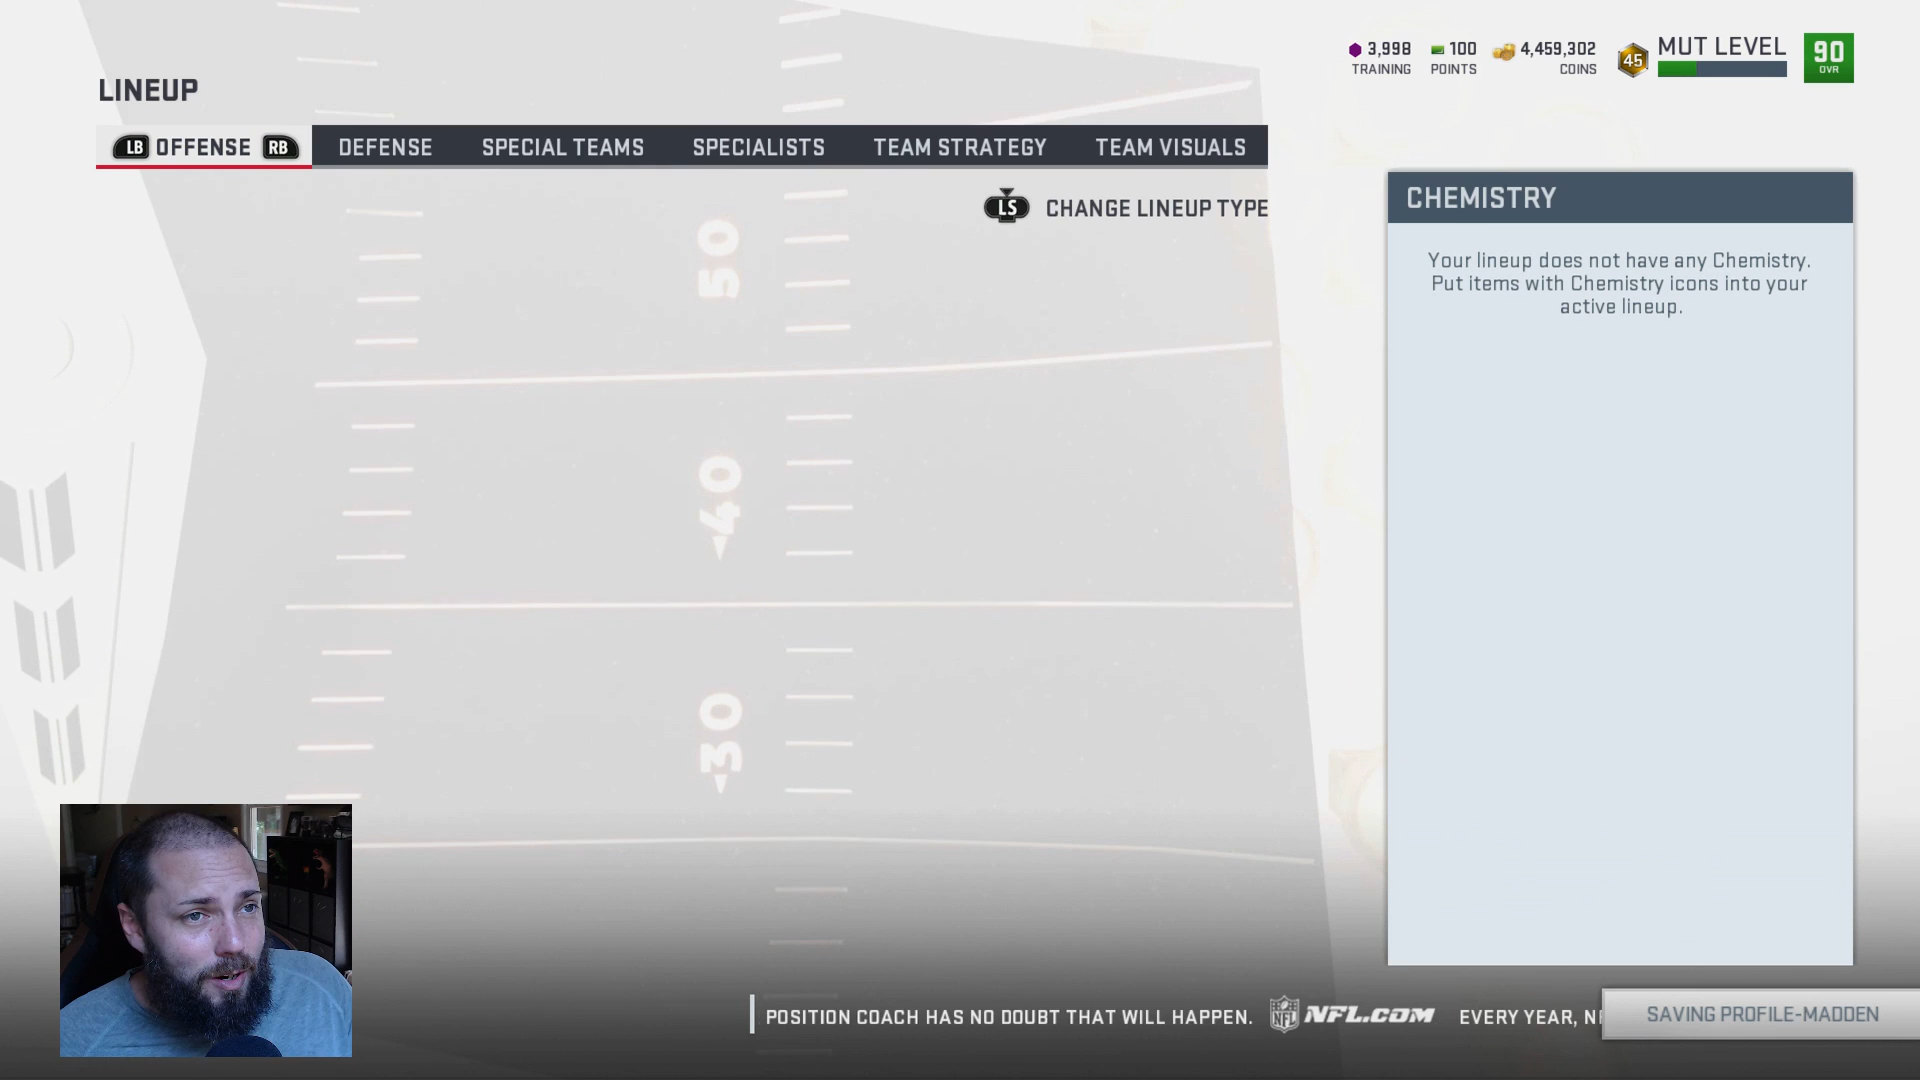 3,998
TRAINING
100
POINTS
4,459,302
COINS
45
MUT LEVEL
90
OVR
LINEUP
LB OFFENSE RB
DEFENSE
SPECIAL TEAMS
SPECIALISTS
TEAM STRATEGY
TEAM VISUALS
LS CHANGE LINEUP TYPE
CHEMISTRY
Your lineup does not have any Chemistry.
Put items with Chemistry icons into your
active lineup.
50
40
30
POSITION COACH HAS NO DOUBT THAT WILL HAPPEN. NFL NFL.COM EVERY YEAR,
SAVING PROFILE-MADDEN